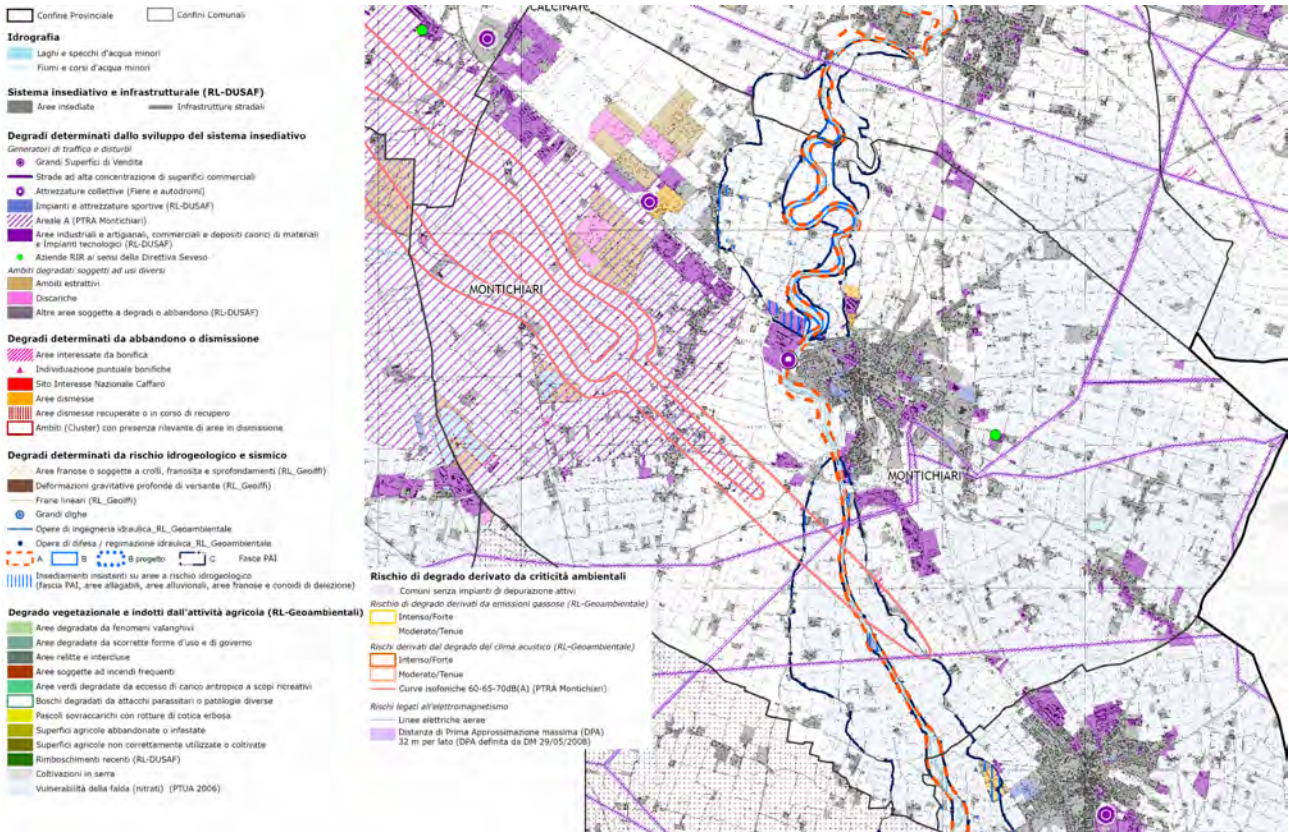 Confine Provinciale
Confini Comunali
Idrografia
Laghi e specchi d'acqua minori
Fiumi e corsi d'acqua minori
Sistema insediativo e infrastrutturale (RL-DUSAF)
Aree insediate
Infrastrutture stradali
Degradi determinati dallo sviluppo del sistema insediativo
Generatori di traffico e disturbi
Grandi Superfici di Vendita
Strade ad alta concentrazione di superfici commerciali
Attrezzature collettive (Fiere e autodromi)
Impianti e attrezzature sportive (RL-DUSAF)
Areale A (PTRA Montichiari)
Aree industriali e artigianali, commerciali e depositi caorici di materiali
e Impianti tecnologici (RL-DUSAF)
Aziende RIR ai sensi della Direttiva Seveso
Ambiti degradati soggetti ad usi diversi
Ambiti estrattivi
Discariche
Altre aree soggette a degradi o abbandono (RL-DUSAF)
Degradi determinati da abbandono o dismissione
Aree interessate da bonifica
Individuazione puntuale bonifiche
Sito Interesse Nazionale Caffaro
Aree dismesse
Aree dismesse recuperate o in corso di recupero
Ambiti (Cluster) con presenza rilevante di aree in dismissione
Degradi determinati da rischio idrogeologico e sismico
Aree franose o soggette a crolli, franosita e sprofondamenti (RL_Geoiffi)
Deformazioni gravitative profonde di versante (RL_Geoiffi)
Frane lineari (RL_Geoiffi)
Grandi dighe
Opere di ingegneria idraulica_RL_Geoambientale
Opere di difesa / regimazione idraulica_RL_Geoambientale
A B B progetto C Fasce PAI
Insediamenti insistenti su aree a rischio idrogeologico
(fascia PAI, aree allagabili, aree alluvionali, aree franose e conoidi di deiezione)
Degrado vegetazionale e indotti dall'attività agricola (RL-Geoambientali)
Aree degradate da fenomeni valanghivi
Aree degradate da scorrette forme d'uso e di governo
Aree relitte e intercluse
Aree soggette ad incendi frequenti
Aree verdi degradate da eccesso di carico antropico a scopi ricreativi
Boschi degradati da attacchi parassitari o patologie diverse
Pascoli sovraccarichi con rotture di cotica erbosa
Superfici agricole abbandonate o infestate
Superfici agricole non correttamente utilizzate o coltivate
Rimboschimenti recenti (RL-DUSAF)
Coltivazioni in serra
Vulnerabilità della falda (nitrati) (PTUA 2006)
CALCINATO
MONTICHIARI
MONTICHIARI
Rischio di degrado derivato da criticità ambientali
Comuni senza impianti di depurazione attivi
Rischio di degrado derivati da emissioni gassose (RL-Geoambientale)
Intenso/Forte
Moderato/Tenue
Rischi derivati dal degrado del clima acustico (RL-Geoambientale)
Intenso/Forte
Moderato/Tenue
Curve isofoniche 60-65-70dB(A) (PTRA Montichiari)
Rischi legati all'elettromagnetismo
Linee elettriche aeree
Distanza di Prima Approssimazione massima (DPA)
32 m per lato (DPA definita da DM 29/05/2008)